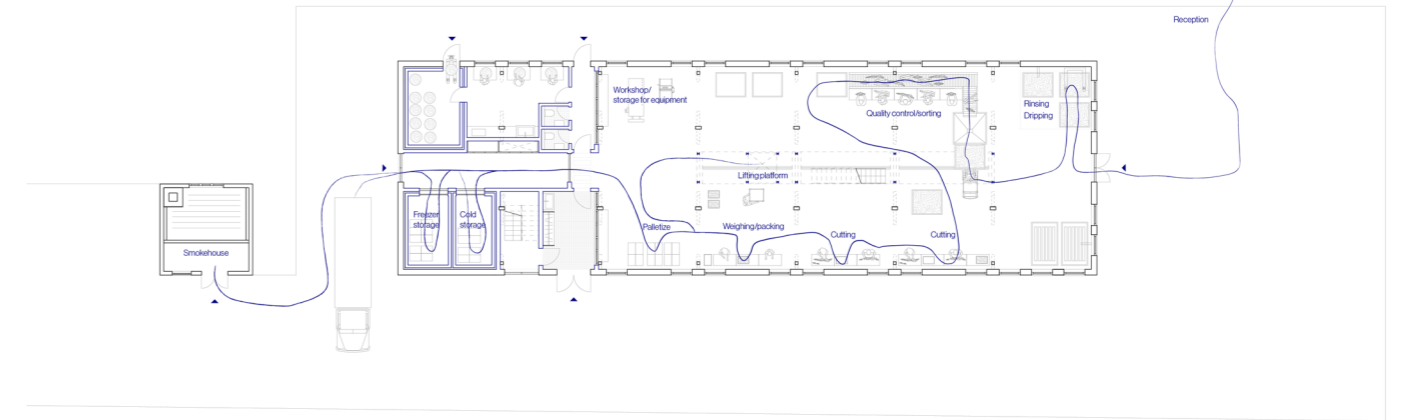 Reception
Workshop/
storage for equipment
Quality control/sorting
Rinsing
Dripping
Lifting platform
Freezer
storage
Cold
storage
Palletize
Weighing/packing
Cutting
Cutting
Smokehouse